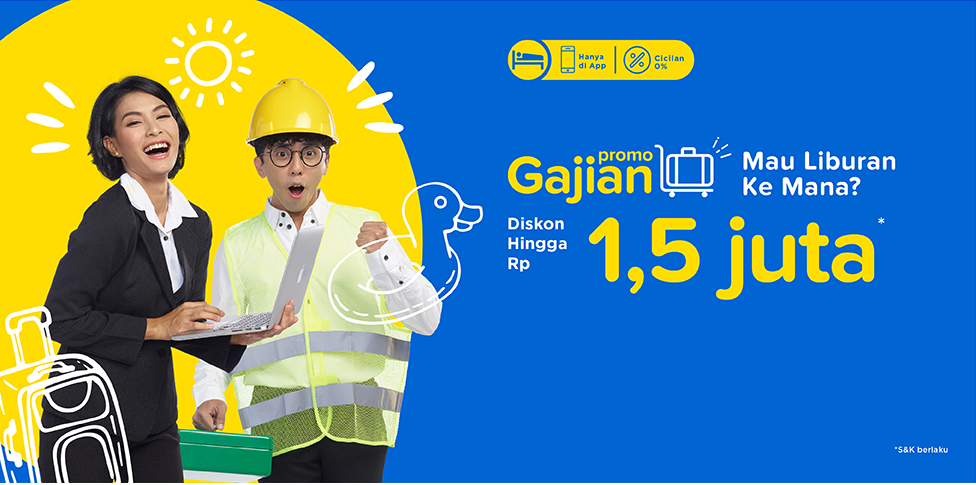 Hanya
di App
Cicilan
0%
promo
Gajian
Mau Liburan
Ke Mana?
Diskon
Hingga
Rp
1,5 juta*
*S&K berlaku